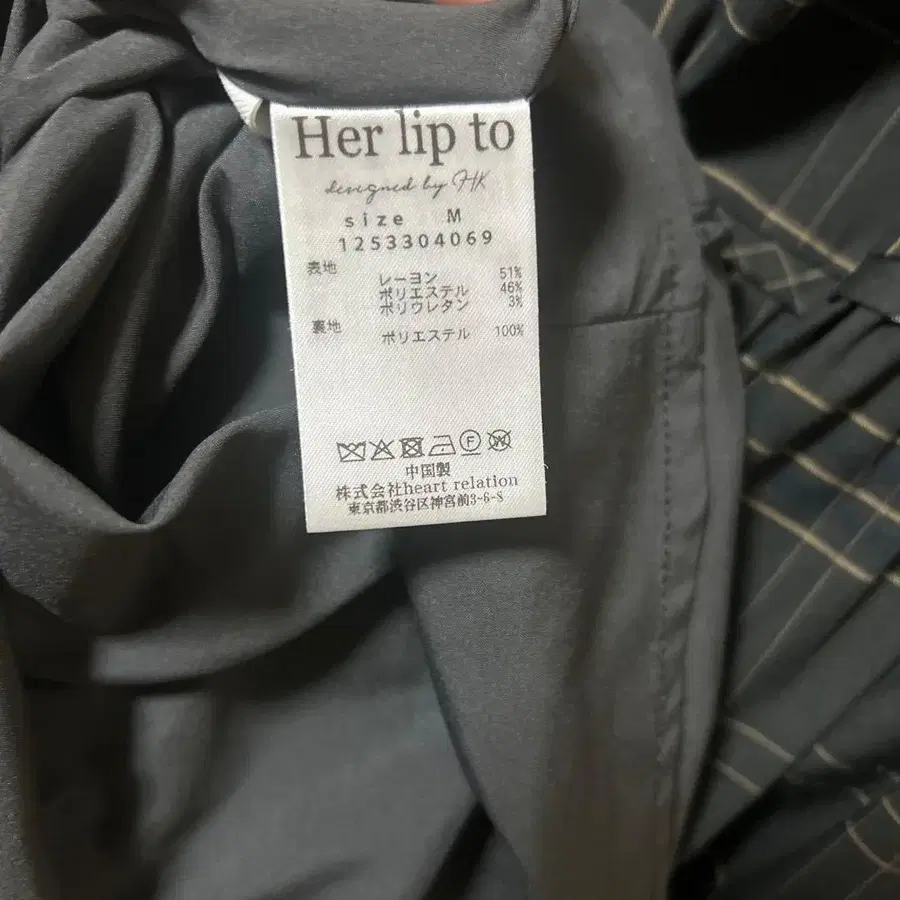 Her lip to
designed by HK
size M
1253304069
表地
レーヨン 51%
ポリエステル 46%
ポリウレタン 3%
裏地
ポリエステル 100%
中国製
株式会社heart relation
東京都渋谷区神宮前3-6-8